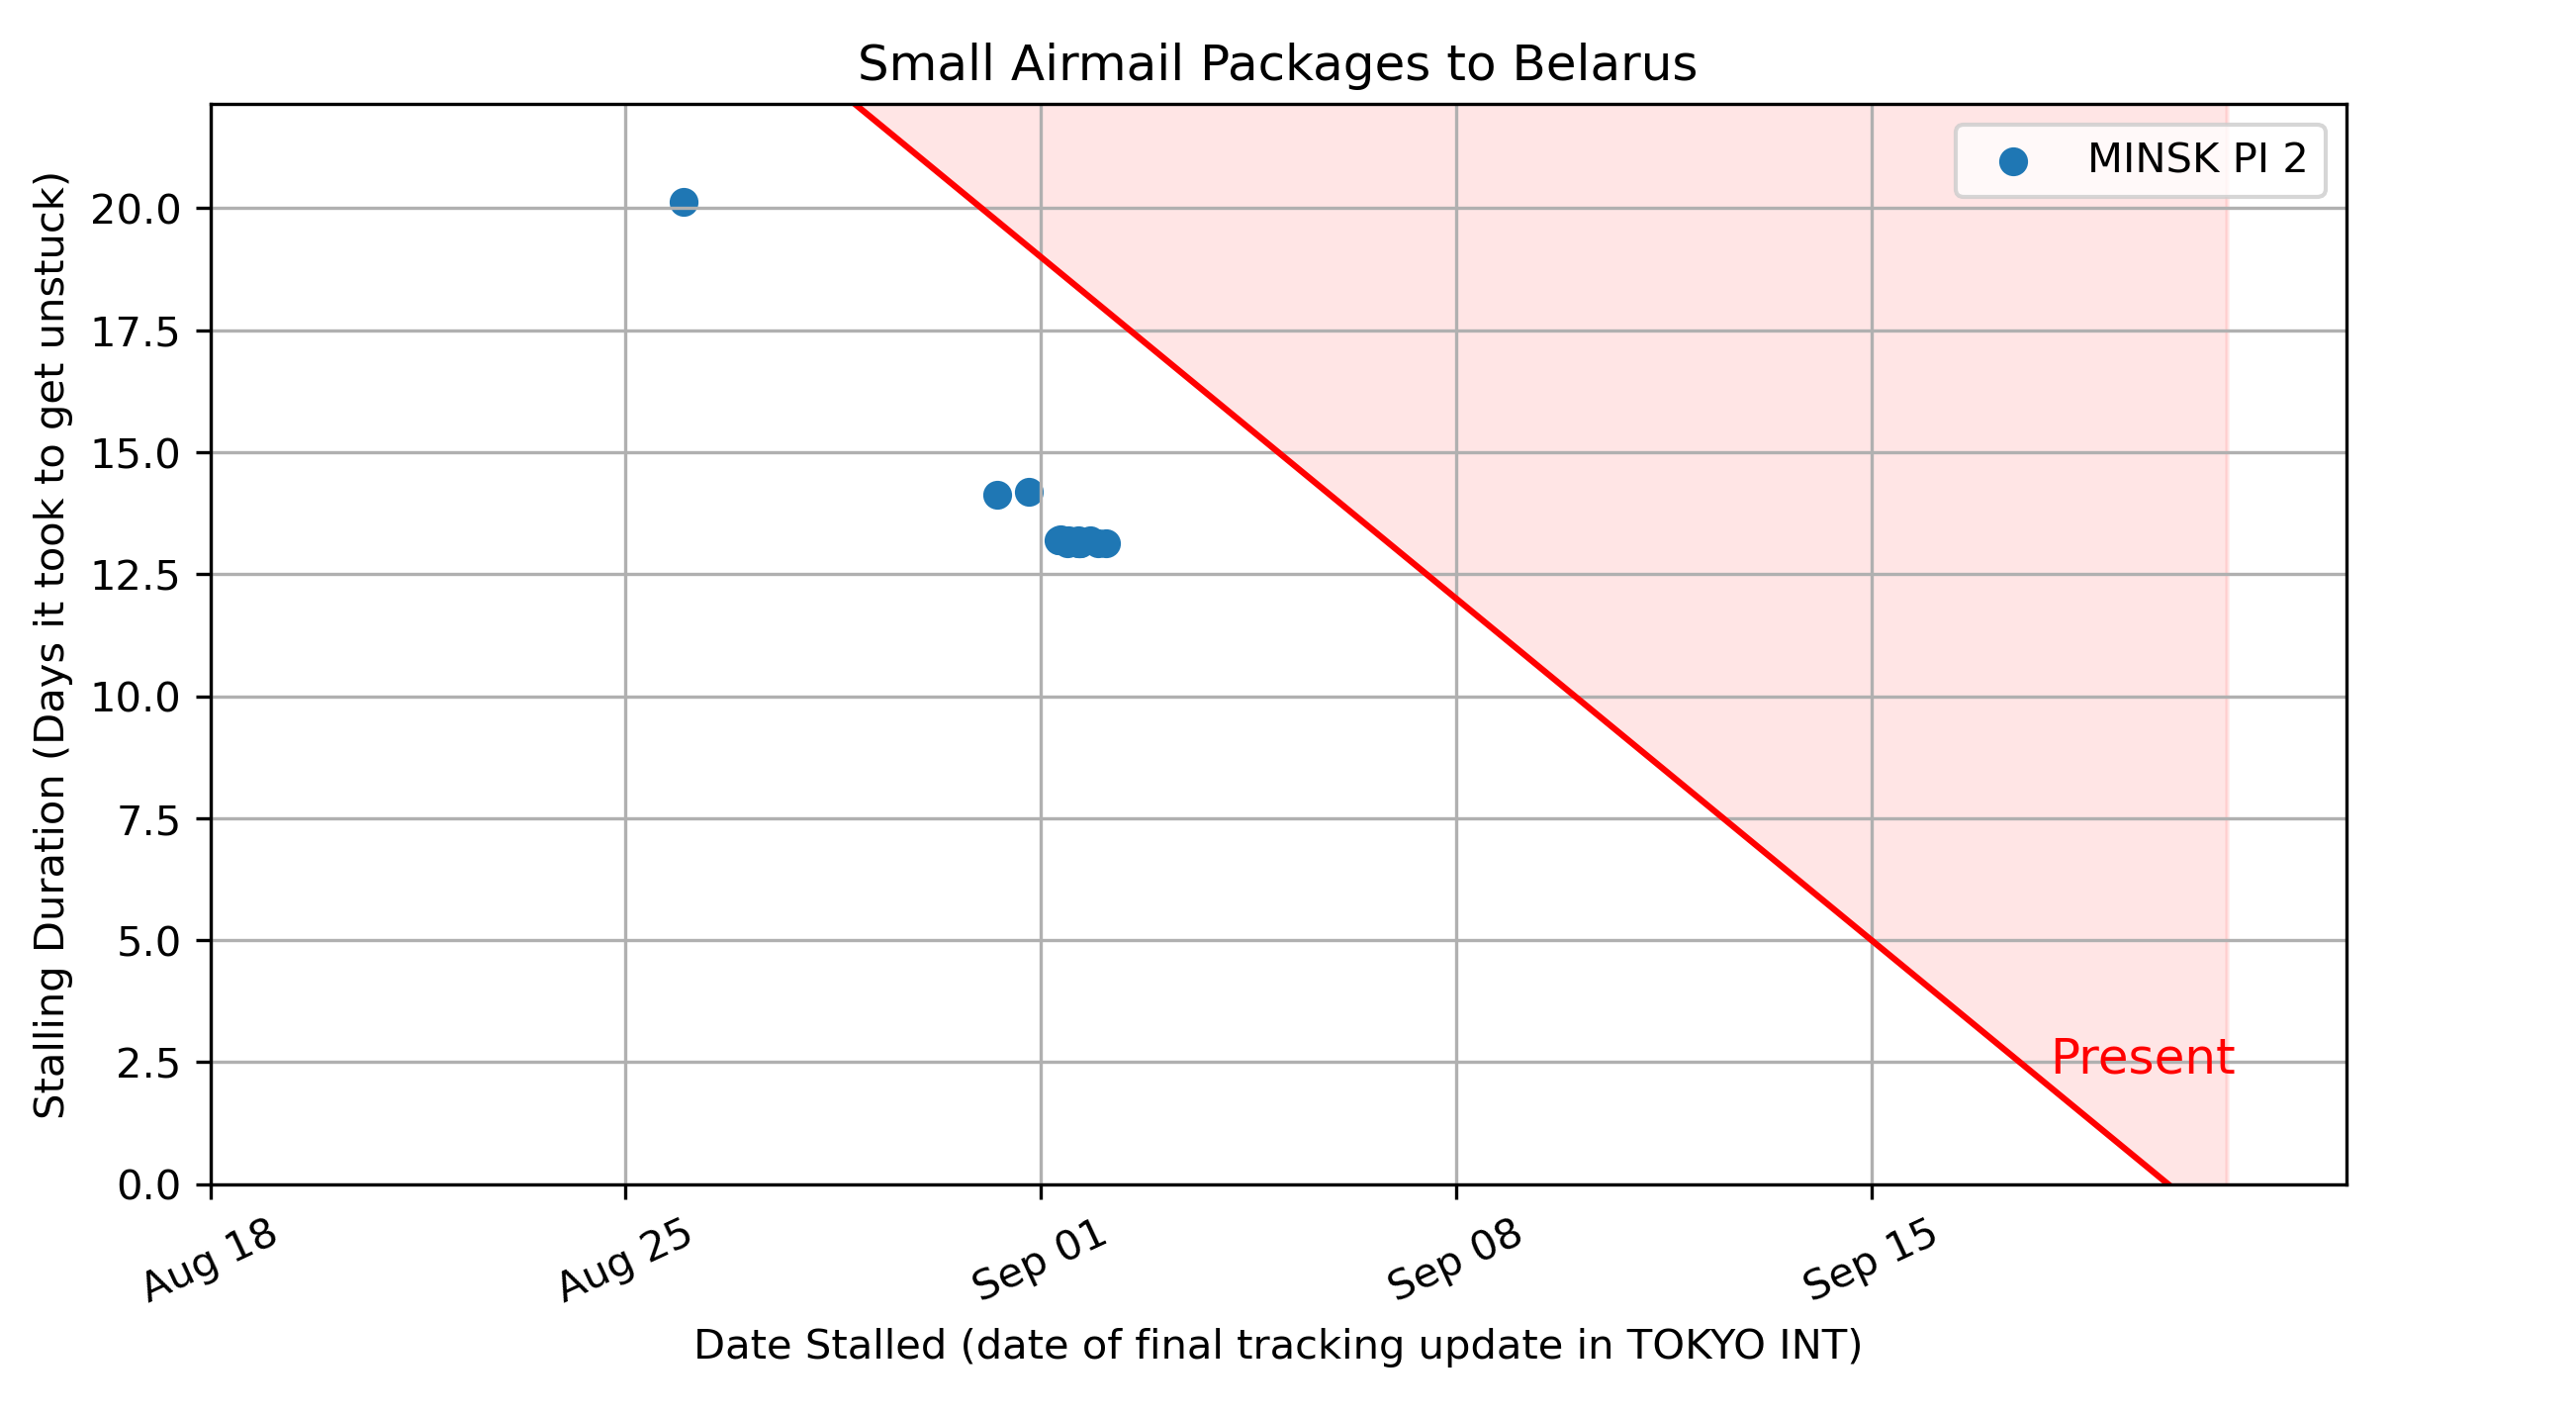 Small Airmail Packages to Belarus
MINSK PI 2
Stalling Duration (Days it took to get unstuck)
20.0
17.5
15.0
12.5
10.0
7.5
5.0
2.5
0.0
Present
Aug 18
Aug 25
Sep 01
Sep 08
Sep 15
Date Stalled (date of final tracking update in TOKYO INT)